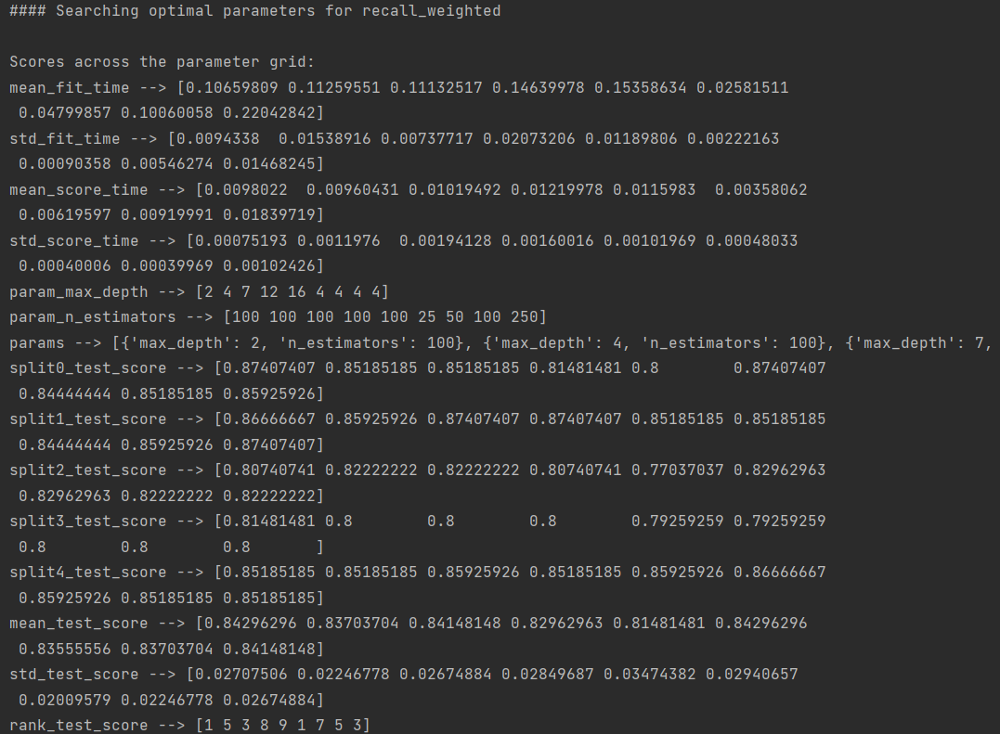 #### Searching optimal parameters for recall_weighted
Scores across the parameter grid:
mean_fit_time --> [0.10659809 0.11259551 0.11132517 0.14639978 0.15358634 0.02581511
 0.04799857 0.10060058 0.22042842]
std_fit_time --> [0.0094338  0.01538916 0.00737717 0.02073206 0.01189806 0.00222163
 0.00090358 0.00546274 0.01468245]
mean_score_time --> [0.0098022  0.00960431 0.01019492 0.01219978 0.0115983  0.00358062
 0.00619597 0.00919991 0.01839719]
std_score_time --> [0.00075193 0.0011976  0.00194128 0.00160016 0.00101969 0.00048033
 0.00040006 0.00039969 0.00102426]
param_max_depth --> [2 4 7 12 16 4 4 4 4]
param_n_estimators --> [100 100 100 100 100 25 50 100 250]
params --> [{'max_depth': 2, 'n_estimators': 100}, {'max_depth': 4, 'n_estimators': 100}, {'max_depth': 7,
split0_test_score --> [0.87407407 0.85185185 0.85185185 0.81481481 0.8        0.87407407
 0.84444444 0.85185185 0.85925926]
split1_test_score --> [0.86666667 0.85925926 0.87407407 0.87407407 0.85185185 0.85185185
 0.84444444 0.85925926 0.87407407]
split2_test_score --> [0.80740741 0.82222222 0.82222222 0.80740741 0.77037037 0.82962963
 0.82962963 0.82222222 0.82222222]
split3_test_score --> [0.81481481 0.8        0.8        0.8        0.79259259 0.79259259
 0.8        0.8        0.8       ]
split4_test_score --> [0.85185185 0.85185185 0.85925926 0.85185185 0.85925926 0.86666667
 0.85925926 0.85185185 0.85185185]
mean_test_score --> [0.84296296 0.83703704 0.84148148 0.82962963 0.81481481 0.84296296
 0.83555556 0.83703704 0.84148148]
std_test_score --> [0.02707506 0.02246778 0.02674884 0.02849687 0.03474382 0.02940657
 0.02009579 0.02246778 0.02674884]
rank_test_score --> [1 5 3 8 9 1 7 5 3]